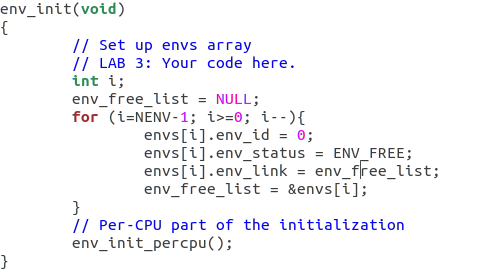 env_init(void)
{
        // Set up envs array
        // LAB 3: Your code here.
        int i;
        env_free_list = NULL;
        for (i=NENV-1; i>=0; i--){
                envs[i].env_id = 0;
                envs[i].env_status = ENV_FREE;
                envs[i].env_link = env_free_list;
                env_free_list = &envs[i];
        }
        // Per-CPU part of the initialization
        env_init_percpu();
}